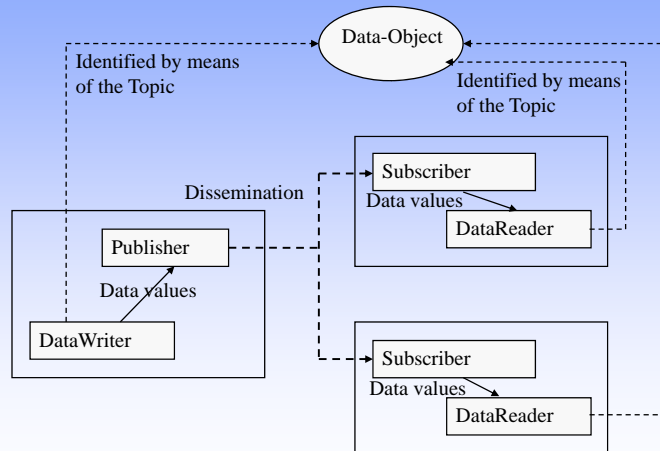 Data-Object
Identified by means
of the Topic
Identified by means
of the Topic
Subscriber
Data values
DataReader
Dissemination
Publisher
Data values
DataWriter
Subscriber
Data values
DataReader